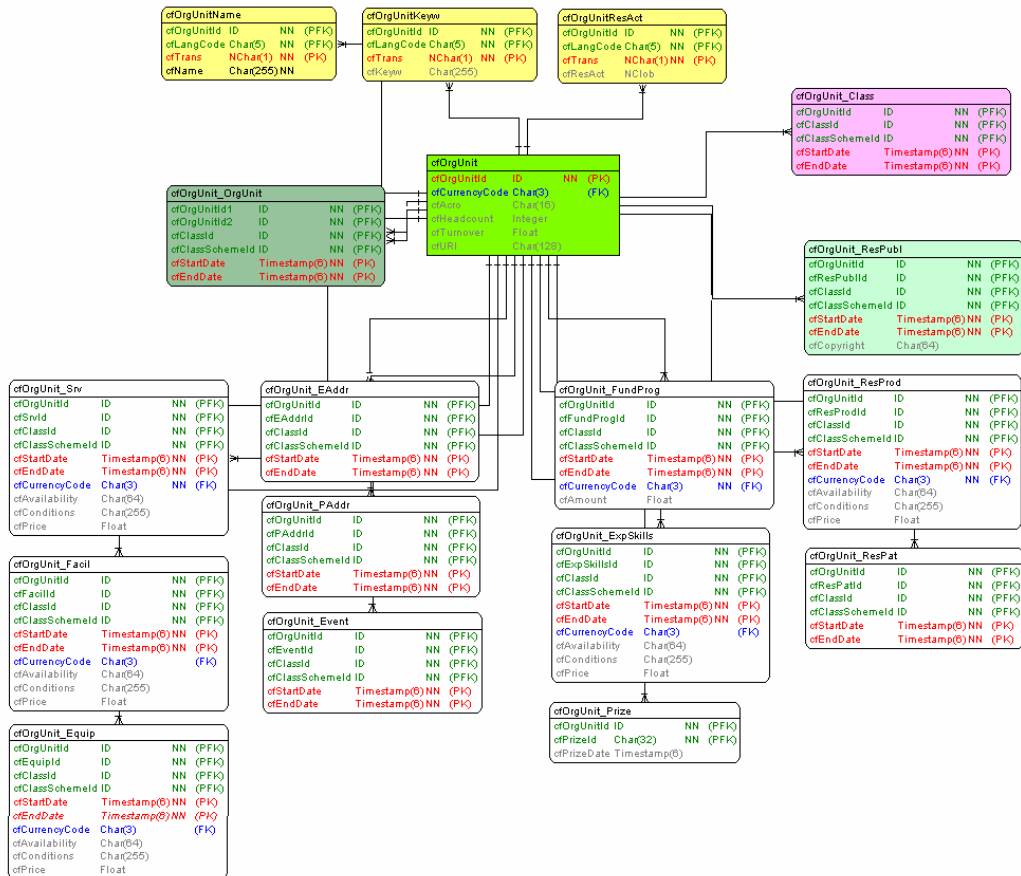 cfOrgUnitName
cfOrgUnitId ID NN (PFK)
cfLangCode Char(5) NN (PFK)
cfTrans NChar(1) NN (PK)
cfName Char(255) NN
cfOrgUnitKeyw
cfOrgUnitId ID NN (PFK)
cfLangCode Char(5) NN (PFK)
cfTrans NChar(1) NN (PK)
cfKeyw Char(255)
cfOrgUnitResAct
cfOrgUnitId ID NN (PFK)
cfLangCode Char(5) NN (PFK)
cfTrans NChar(1) NN (PK)
cfResAct NClob
cfOrgUnit_Class
cfOrgUnitId ID NN (PFK)
cfClassId ID NN (PFK)
cfClassSchemeId ID NN (PFK)
cfStartDate Timestamp(6) NN (PK)
cfEndDate Timestamp(6) NN (PK)
cfOrgUnit
cfOrgUnitId ID NN (PK)
cfCurrencyCode Char(3) (FK)
cfAcro Char(16)
cfHeadcount Integer
cfTurnover Float
cfURI Char(128)
cfOrgUnit_OrgUnit
cfOrgUnitId1 ID NN (PFK)
cfOrgUnitId2 ID NN (PFK)
cfClassId ID NN (PFK)
cfClassSchemeId ID NN (PFK)
cfStartDate Timestamp(6) NN (PK)
cfEndDate Timestamp(6) NN (PK)
cfOrgUnit_ResPubl
cfOrgUnitId ID NN (PFK)
cfResPublId ID NN (PFK)
cfClassId ID NN (PFK)
cfClassSchemeId ID NN (PFK)
cfStartDate Timestamp(6) NN (PK)
cfEndDate Timestamp(6) NN (PK)
cfCopyright Char(64)
cfOrgUnit_Srv
cfOrgUnitId ID NN (PFK)
cfSrvId ID NN (PFK)
cfClassId ID NN (PFK)
cfClassSchemeId ID NN (PFK)
cfStartDate Timestamp(6) NN (PK)
cfEndDate Timestamp(6) NN (PK)
cfCurrencyCode Char(3) NN (FK)
cfAvailability Char(64)
cfConditions Char(255)
cfPrice Float
cfOrgUnit_EAddr
cfOrgUnitId ID NN (PFK)
cfEAddrId ID NN (PFK)
cfClassId ID NN (PFK)
cfClassSchemeId ID NN (PFK)
cfStartDate Timestamp(6) NN (PK)
cfEndDate Timestamp(6) NN (PK)
cfOrgUnit_FundProg
cfOrgUnitId ID NN (PFK)
cfFundProgId ID NN (PFK)
cfClassId ID NN (PFK)
cfClassSchemeId ID NN (PFK)
cfStartDate Timestamp(6) NN (PK)
cfEndDate Timestamp(6) NN (PK)
cfCurrencyCode Char(3) NN (FK)
cfAmount Float
cfOrgUnit_ResProd
cfOrgUnitId ID NN (PFK)
cfResProdId ID NN (PFK)
cfClassId ID NN (PFK)
cfClassSchemeId ID NN (PFK)
cfStartDate Timestamp(6) NN (PK)
cfEndDate Timestamp(6) NN (PK)
cfCurrencyCode Char(3) NN (FK)
cfAvailability Char(64)
cfConditions Char(255)
cfPrice Float
cfOrgUnit_PAddr
cfOrgUnitId ID NN (PFK)
cfPAddrId ID NN (PFK)
cfClassId ID NN (PFK)
cfClassSchemeId ID NN (PFK)
cfStartDate Timestamp(6) NN (PK)
cfEndDate Timestamp(6) NN (PK)
cfOrgUnit_ExpSkills
cfOrgUnitId ID NN (PFK)
cfExpSkillsId ID NN (PFK)
cfClassId ID NN (PFK)
cfClassSchemeId ID NN (PFK)
cfStartDate Timestamp(6) NN (PK)
cfEndDate Timestamp(6) NN (PK)
cfCurrencyCode Char(3) (FK)
cfAvailability Char(64)
cfConditions Char(255)
cfPrice Float
cfOrgUnit_ResPat
cfOrgUnitId ID NN (PFK)
cfResPatId ID NN (PFK)
cfClassId ID NN (PFK)
cfClassSchemeId ID NN (PFK)
cfStartDate Timestamp(6) NN (PK)
cfEndDate Timestamp(6) NN (PK)
cfOrgUnit_Facil
cfOrgUnitId ID NN (PFK)
cfFacilId ID NN (PFK)
cfClassId ID NN (PFK)
cfClassSchemeId ID NN (PFK)
cfStartDate Timestamp(6) NN (PK)
cfEndDate Timestamp(6) NN (PK)
cfCurrencyCode Char(3) (FK)
cfAvailability Char(64)
cfConditions Char(255)
cfPrice Float
cfOrgUnit_Event
cfOrgUnitId ID NN (PFK)
cfEventId ID NN (PFK)
cfClassId ID NN (PFK)
cfClassSchemeId ID NN (PFK)
cfStartDate Timestamp(6) NN (PK)
cfEndDate Timestamp(6) NN (PK)
cfOrgUnit_Prize
cfOrgUnitId ID NN (PFK)
cfPrizeId Char(32) NN (PFK)
cfPrizeDate Timestamp(6)
cfOrgUnit_Equip
cfOrgUnitId ID NN (PFK)
cfEquipId ID NN (PFK)
cfClassId ID NN (PFK)
cfClassSchemeId ID NN (PFK)
cfStartDate Timestamp(6) NN (PK)
cfEndDate Timestamp(6) NN (PK)
cfCurrencyCode Char(3) (FK)
cfAvailability Char(64)
cfConditions Char(255)
cfPrice Float